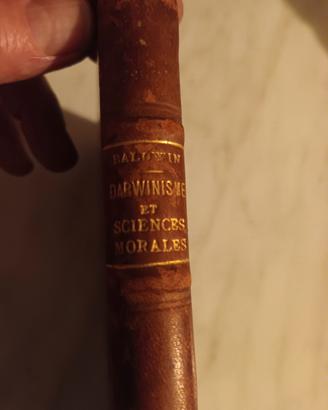 BALDWIN
DARWINISME
ET
SCIENCES
MORALES